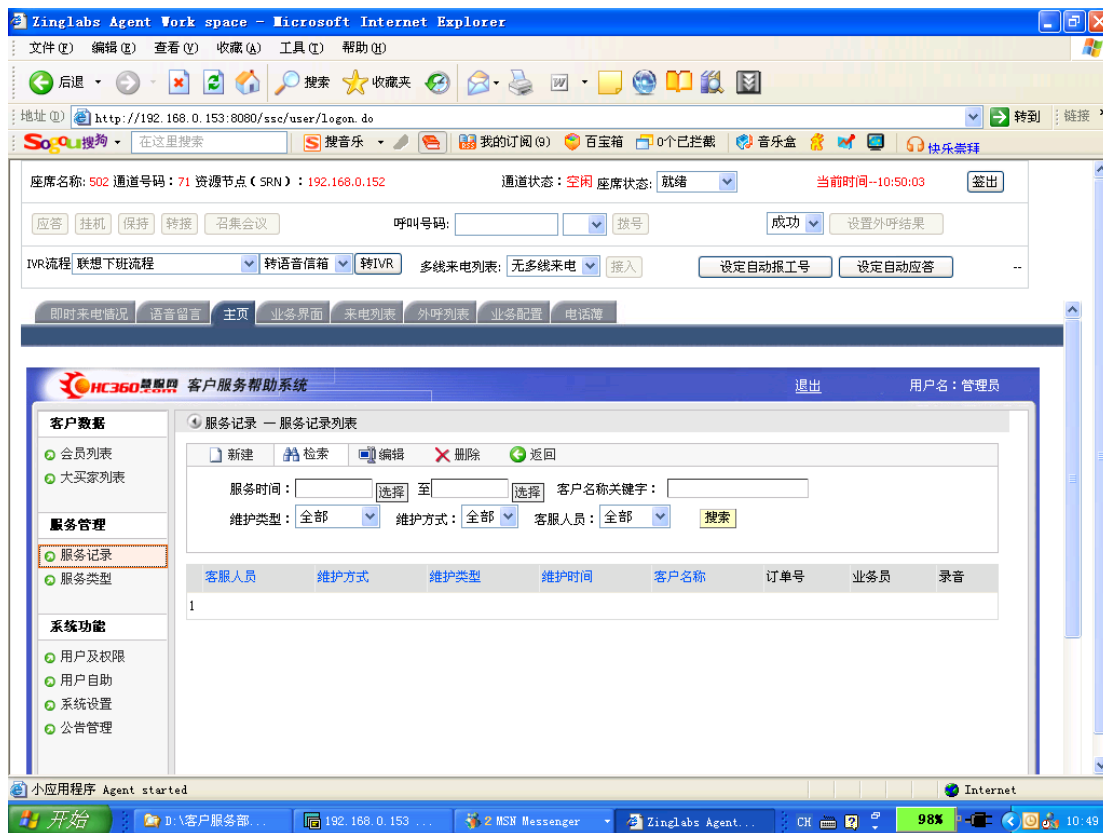 Zinglabs Agent Work space - Microsoft Internet Explorer
文件(F) 编辑(E) 查看(V) 收藏(A) 工具(T) 帮助(H)
后退 搜索 收藏夹
地址(D) http://192.168.0.153:8080/ssc/user/logon.do 转到 链接
Sogou搜狗 在这里搜索 搜音乐 我的订阅(9) 百宝箱 0个已拦截 音乐盒 快乐崇拜
座席名称: 502 通道号码：71 资源节点(SRN)：192.168.0.152 通道状态：空闲 座席状态: 就绪 当前时间--10:50:03 签出
应答 挂机 保持 转接 召集会议 呼叫号码: 拨号 成功 设置外呼结果
IVR流程 联想下班流程 转语音信箱 转IVR 多线来电列表: 无多线来电 接入 设定自动报工号 设定自动应答 --
即时来电情况 语音留言 主页 业务界面 来电列表 外呼列表 业务配置 电话薄
HC360慧聪网 客户服务帮助系统 退出 用户名：管理员
客户数据
会员列表
大买家列表
服务管理
服务记录
服务类型
系统功能
用户及权限
用户自助
系统设置
公告管理
服务记录 — 服务记录列表
新建 检索 编辑 删除 返回
服务时间： 选择 至 选择 客户名称关键字：
维护类型： 全部 维护方式： 全部 客服人员： 全部 搜索
客服人员 维护方式 维护类型 维护时间 客户名称 订单号 业务员 录音
1
小应用程序 Agent started Internet
开始 D:\客户服务部... 192.168.0.153 ... 2 MSN Messenger Zinglabs Agent... CH 98% 10:49